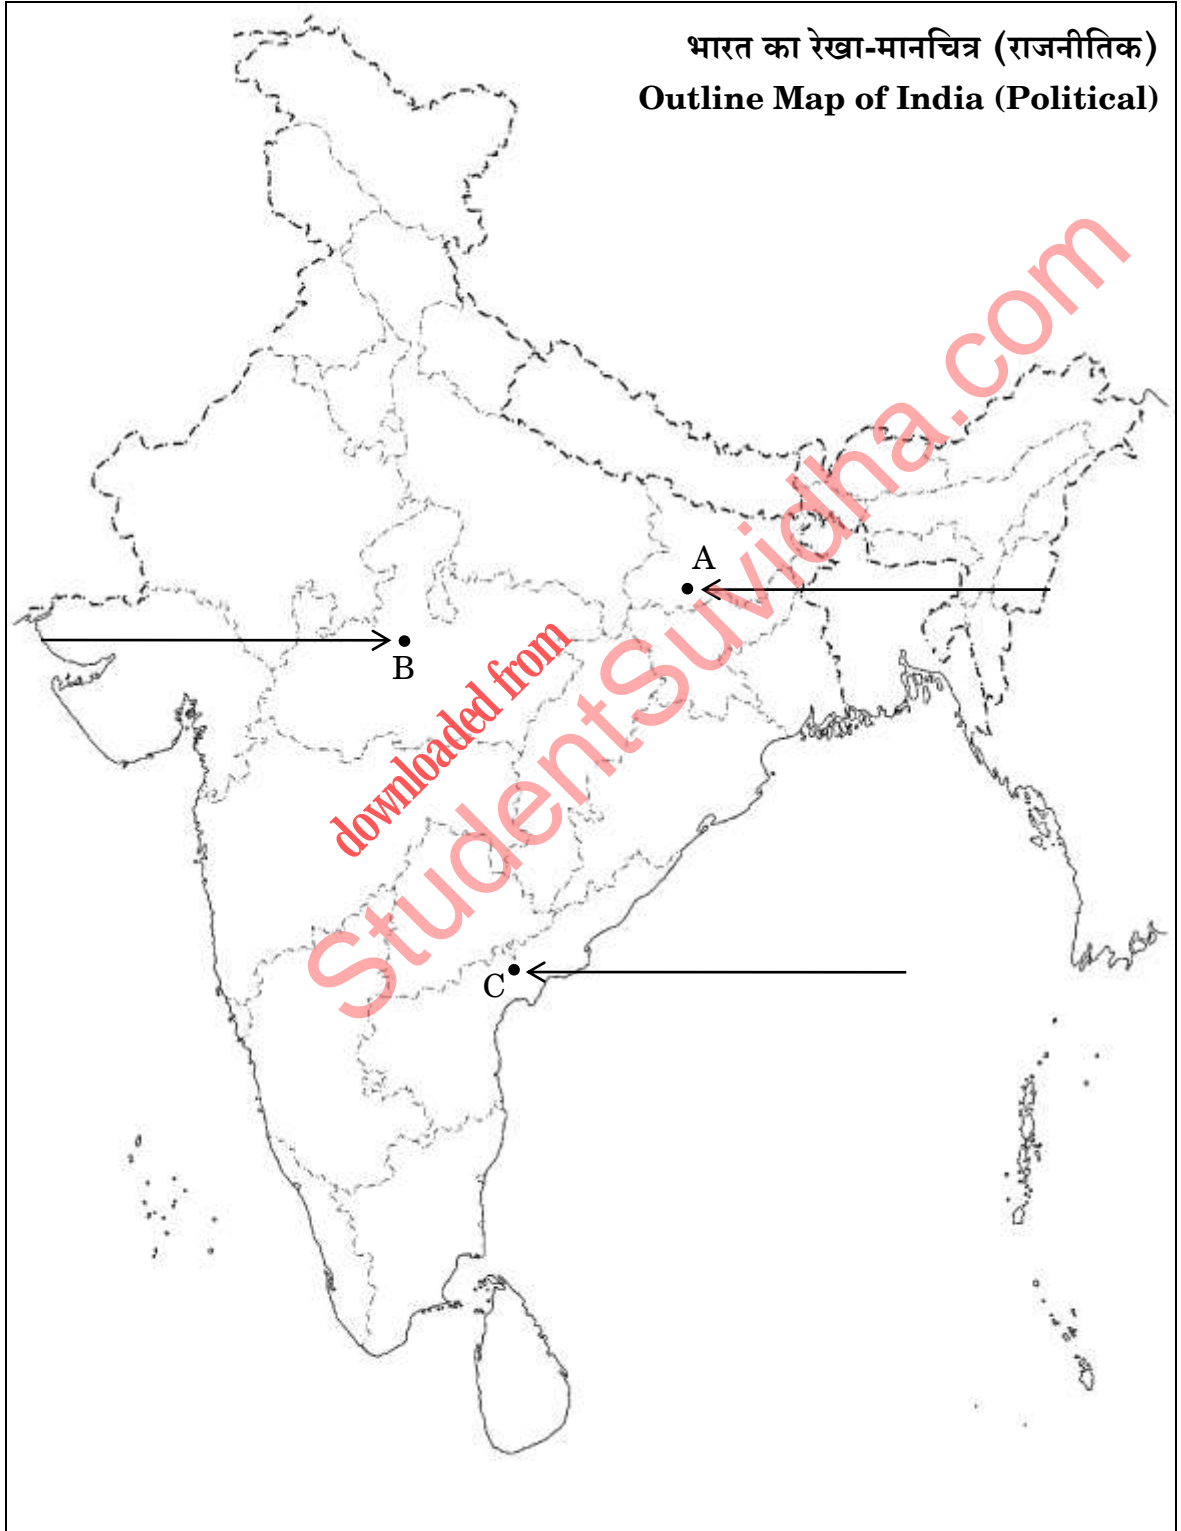 भारत का रेखा-मानचित्र (राजनीतिक)
Outline Map of India (Political)
A
B
C
downloaded from
StudentSuvidha.com